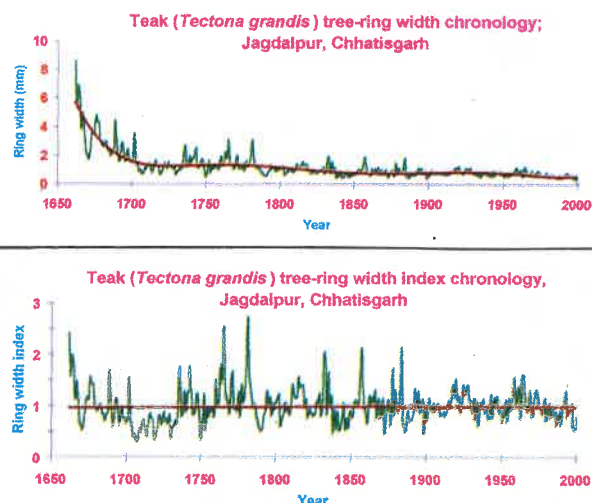 Teak (Tectona grandis) tree-ring width chronology;
Jagdalpur, Chhatisgarh
Ring width (mm)
10
8
6
4
2
0
1650 1700 1750 1800 1850 1900 1950 2000
Year
Teak (Tectona grandis) tree-ring width index chronology,
Jagdalpur, Chhatisgarh
Ring width index
3
2
1
0
1650 1700 1750 1800 1850 1900 1950 2000
Year